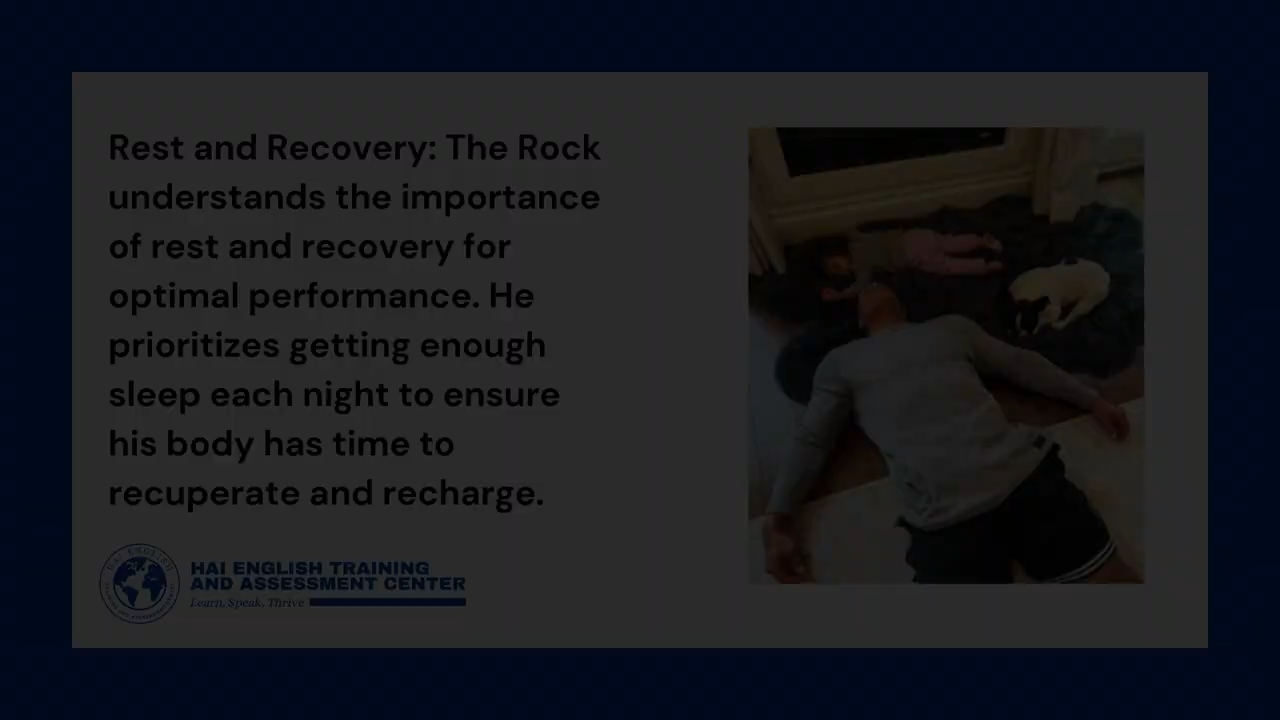 Rest and Recovery: The Rock
understands the importance
of rest and recovery for
optimal performance. He
prioritizes getting enough
sleep each night to ensure
his body has time to
recuperate and recharge.
HAI ENGLISH
HAI ENGLISH TRAINING
AND ASSESSMENT CENTER
Learn, Speak, Thrive